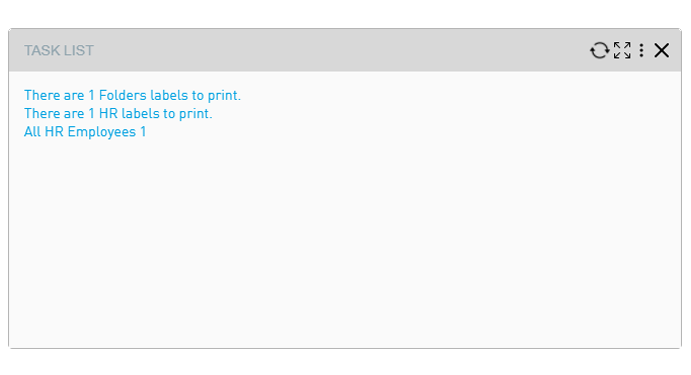 TASK LIST
There are 1 Folders labels to print.
There are 1 HR labels to print.
All HR Employees 1